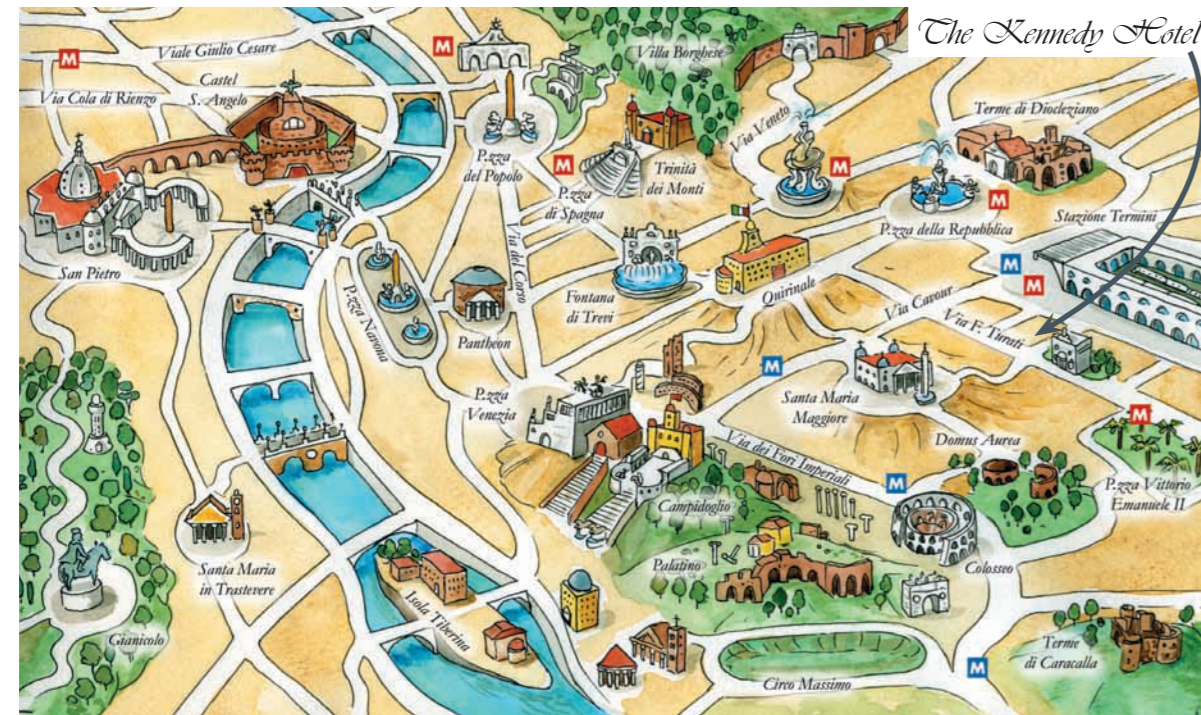 The Kennedy Hotel
M
Viale Giulio Cesare
M
Villa Borghese
Castel
S. Angelo
Via Cola di Rienzo
Via Veneto
Terme di Diocleziano
P.zza
del Popolo
M
Trinità
dei Monti
M
P.zza
di Spagna
M
Stazione Termini
P.zza della Repubblica
Via del Corso
San Pietro
P.zza Navona
Fontana
di Trevi
Quirinale
M
M
Via Cavour
Via F. Turati
Pantheon
M
P.zza
Venezia
Santa Maria
Maggiore
M
Domus Aurea
Via dei Fori Imperiali
P.zza Vittorio
Emanuele II
M
Campidoglio
Santa Maria
in Trastevere
Palatino
Colosseo
Isola Tiberina
Gianicolo
Terme
di Caracalla
M
Circo Massimo